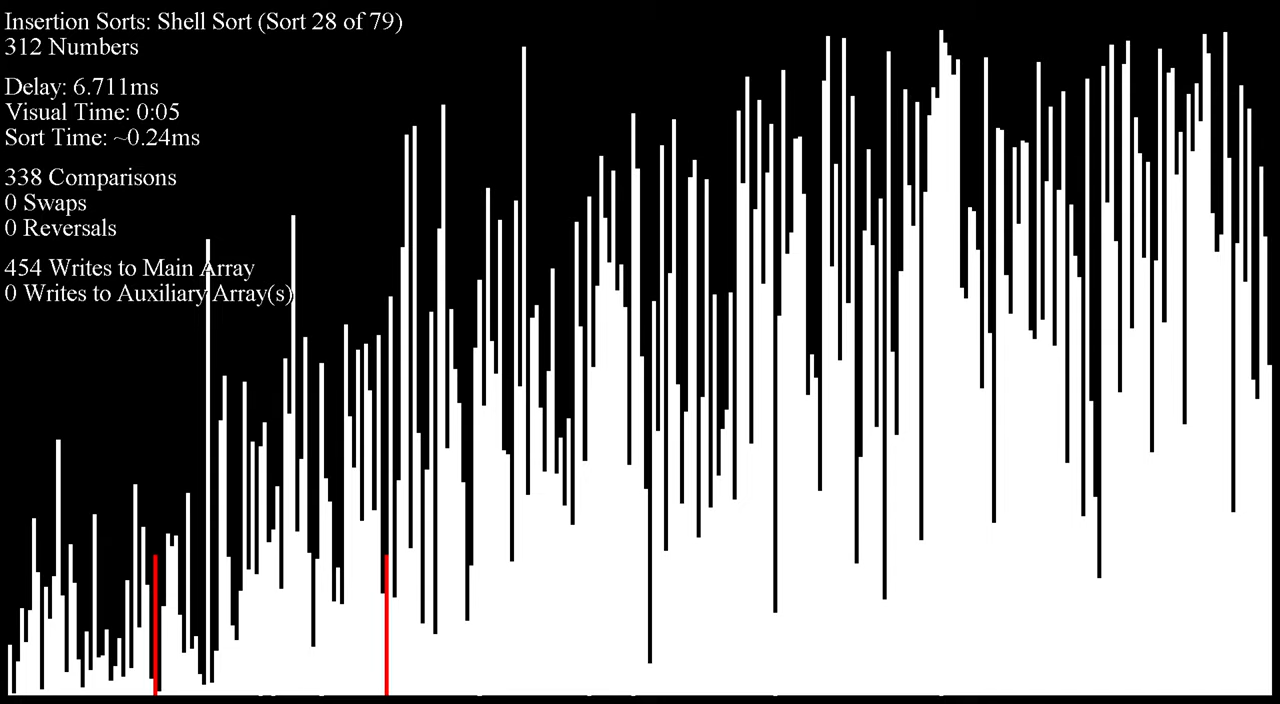 Insertion Sorts: Shell Sort (Sort 28 of 79)
312 Numbers
Delay: 6.711ms
Visual Time: 0:05
Sort Time: ~0.24ms
338 Comparisons
0 Swaps
0 Reversals
454 Writes to Main Array
0 Writes to Auxiliary Array(s)